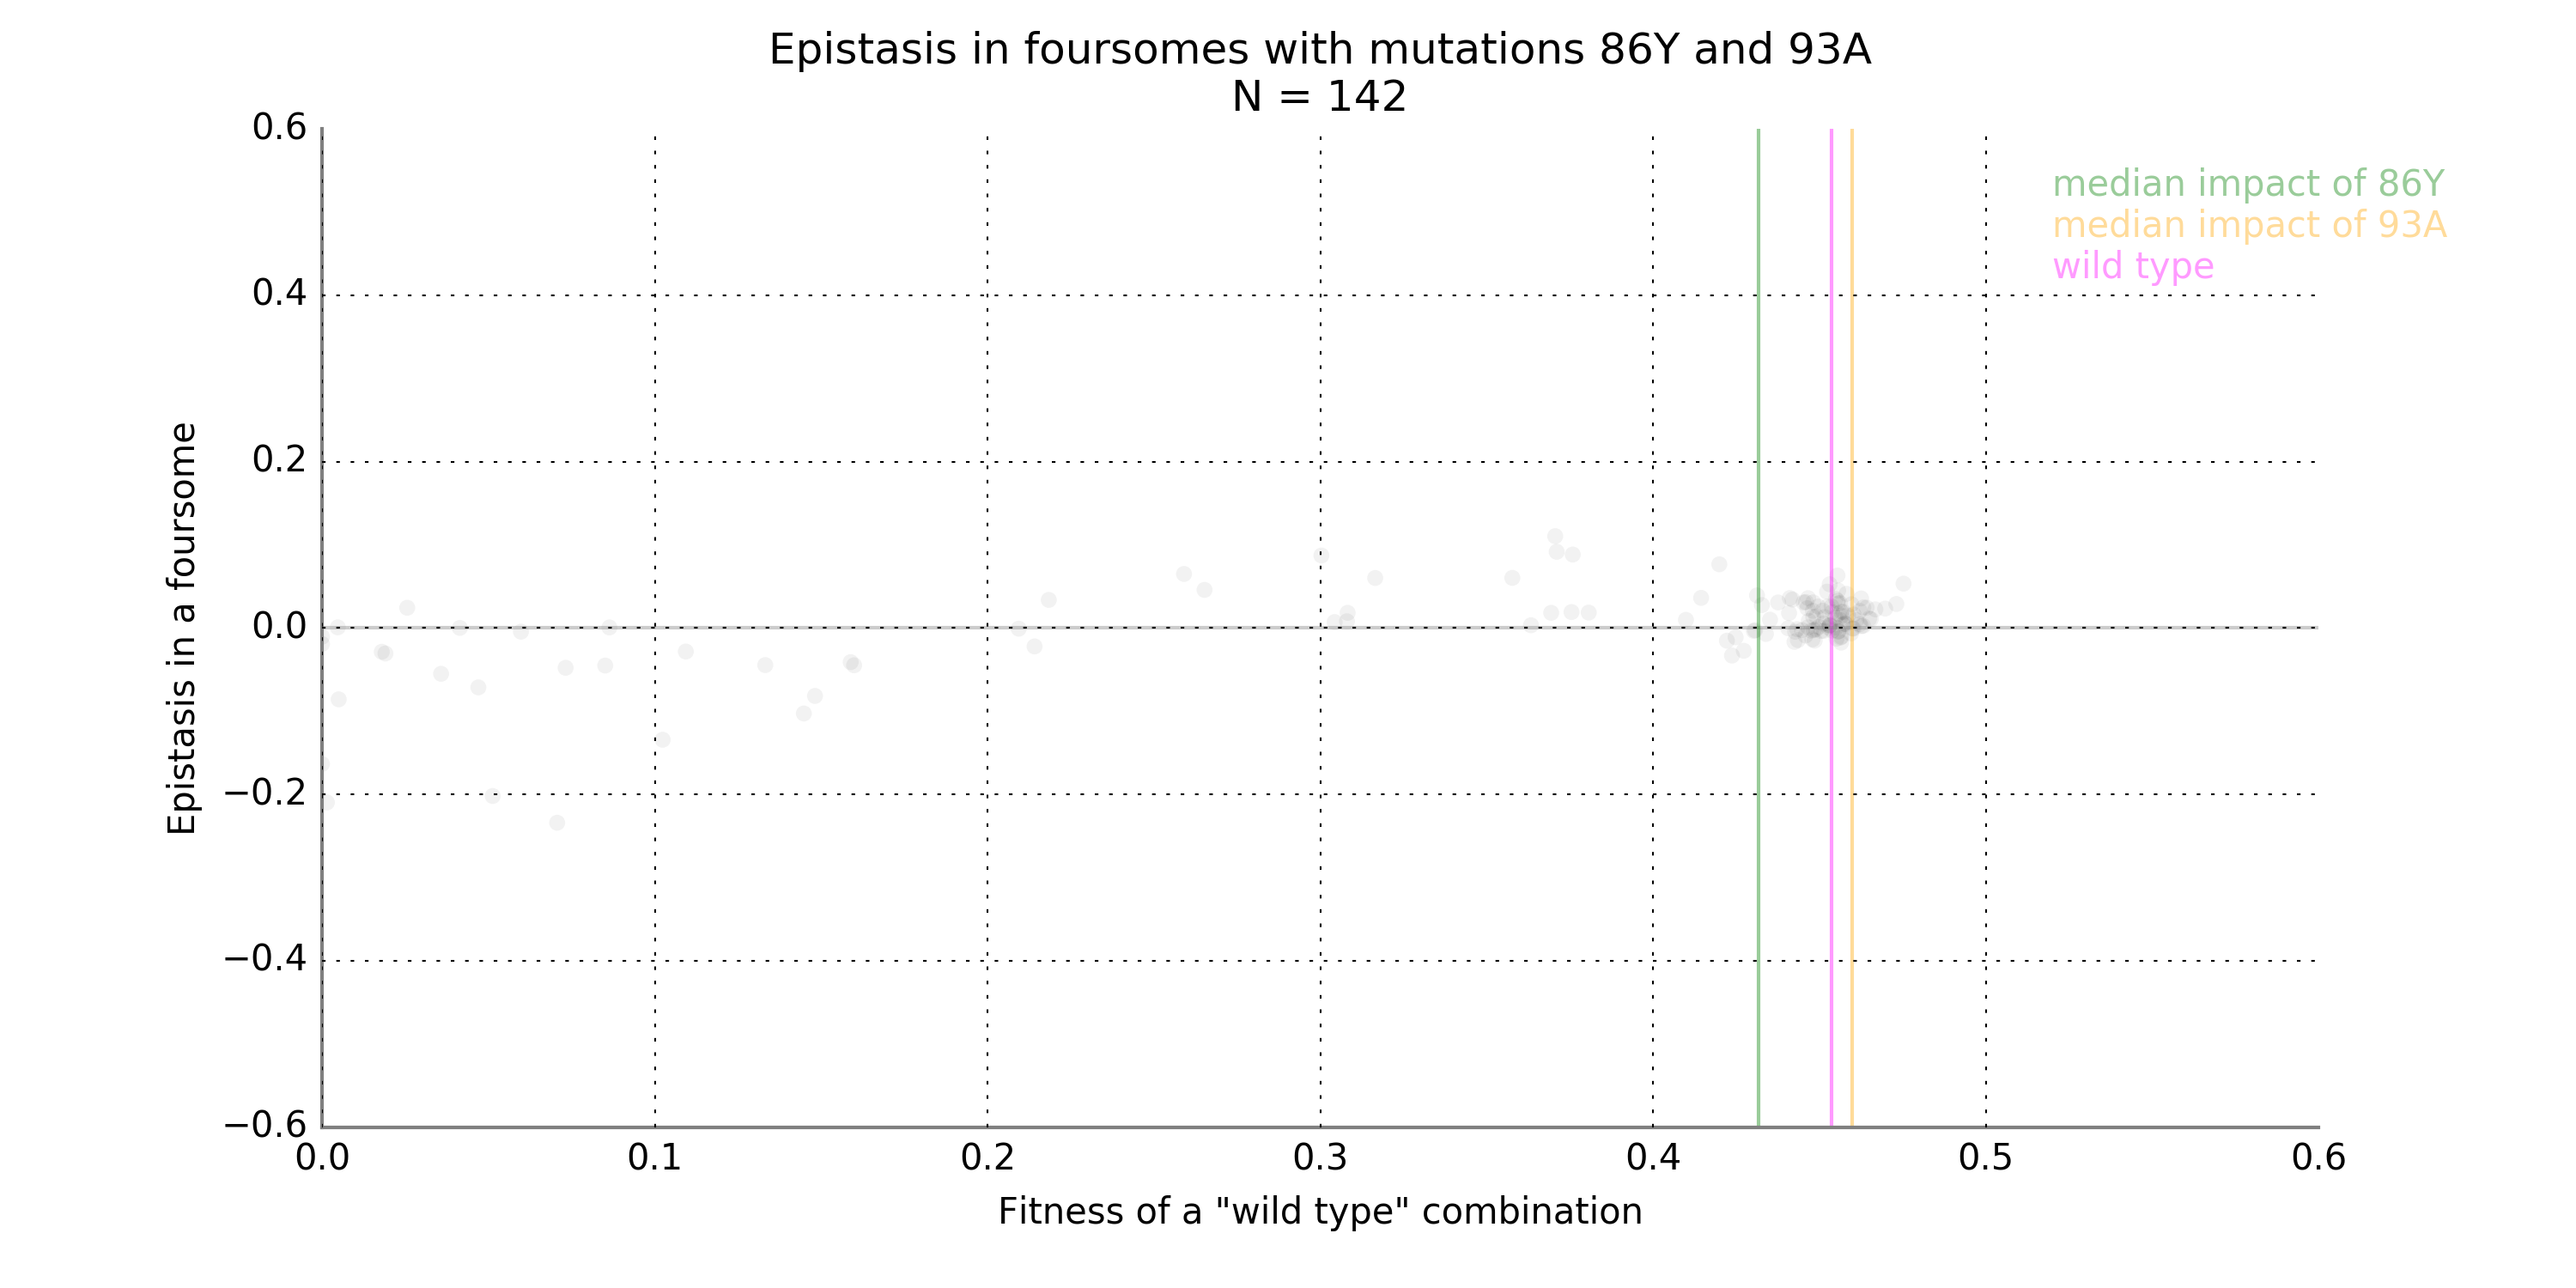 Epistasis in foursomes with mutations 86Y and 93A
N = 142
0.6
0.4
0.2
0.0
−0.2
−0.4
−0.6
Epistasis in a foursome
median impact of 86Y
median impact of 93A
wild type
0.0 0.1 0.2 0.3 0.4 0.5 0.6
Fitness of a "wild type" combination